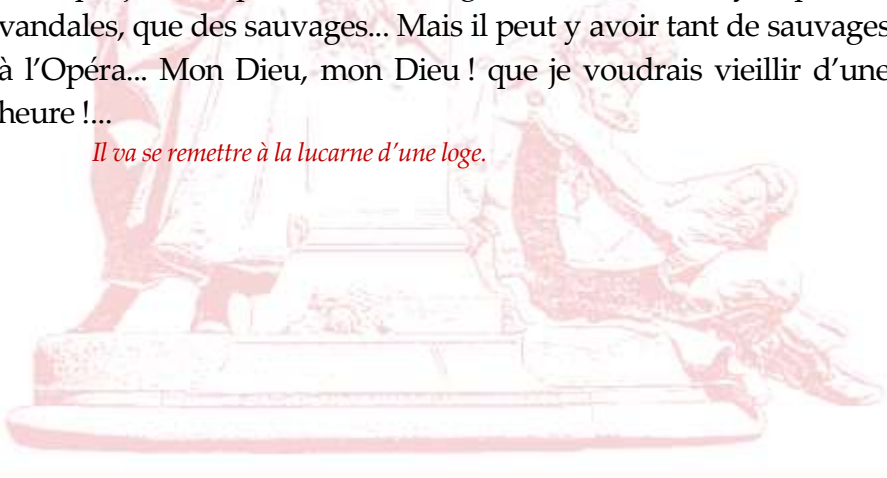 vandales, que des sauvages... Mais il peut y avoir tant de sauvages
à l’Opéra... Mon Dieu, mon Dieu ! que je voudrais vieillir d’une
heure !...
Il va se remettre à la lucarne d’une loge.